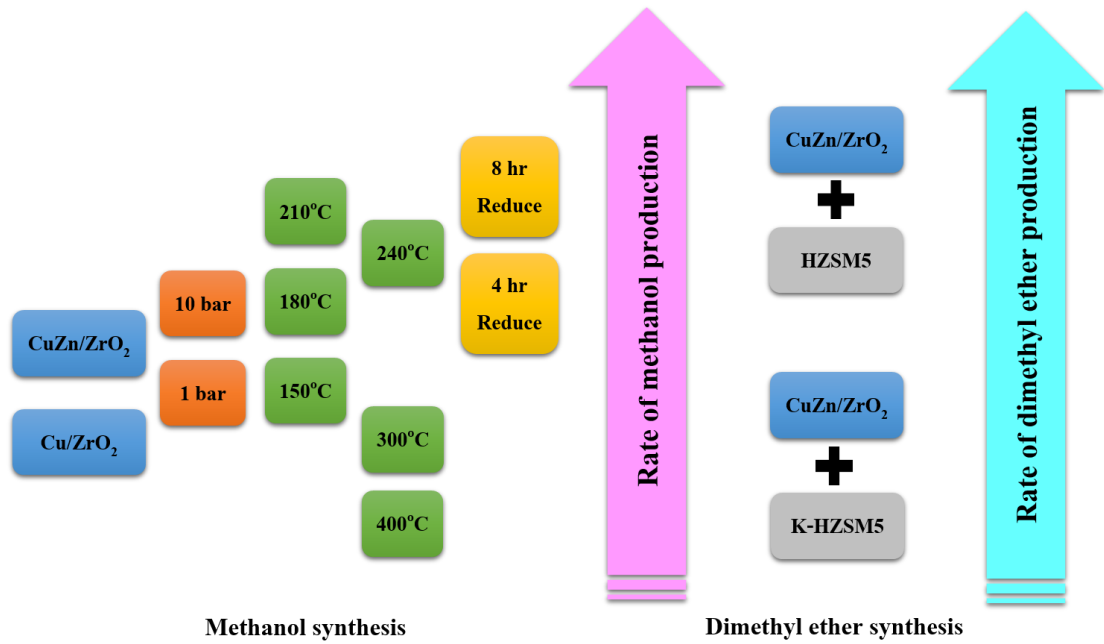 CuZn/ZrO₂
Cu/ZrO₂
10 bar
1 bar
210°C
180°C
150°C
240°C
300°C
400°C
8 hr
Reduce
4 hr
Reduce
Rate of methanol production
CuZn/ZrO₂
HZSM5
CuZn/ZrO₂
K-HZSM5
Rate of dimethyl ether production
Methanol synthesis
Dimethyl ether synthesis